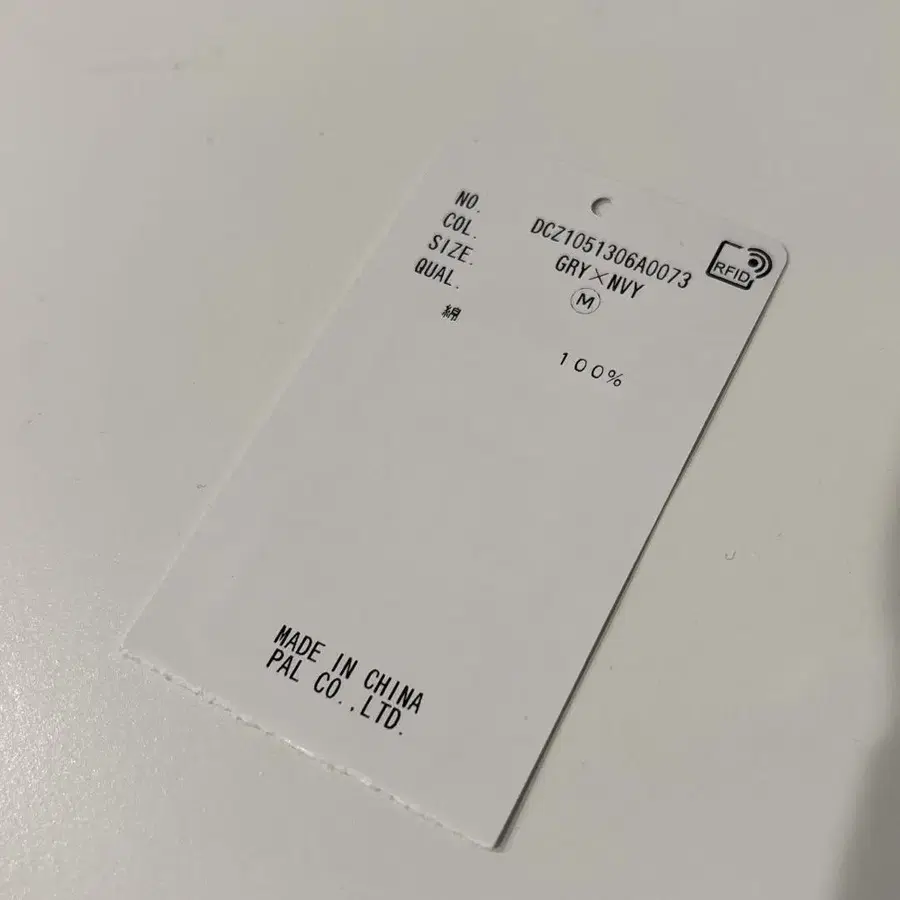 NO. DCZ1051306A0073
COL. GRY×NVY
SIZE. Ⓜ
QUAL.
綿 100%
RFID
MADE IN CHINA
PAL CO.,LTD.